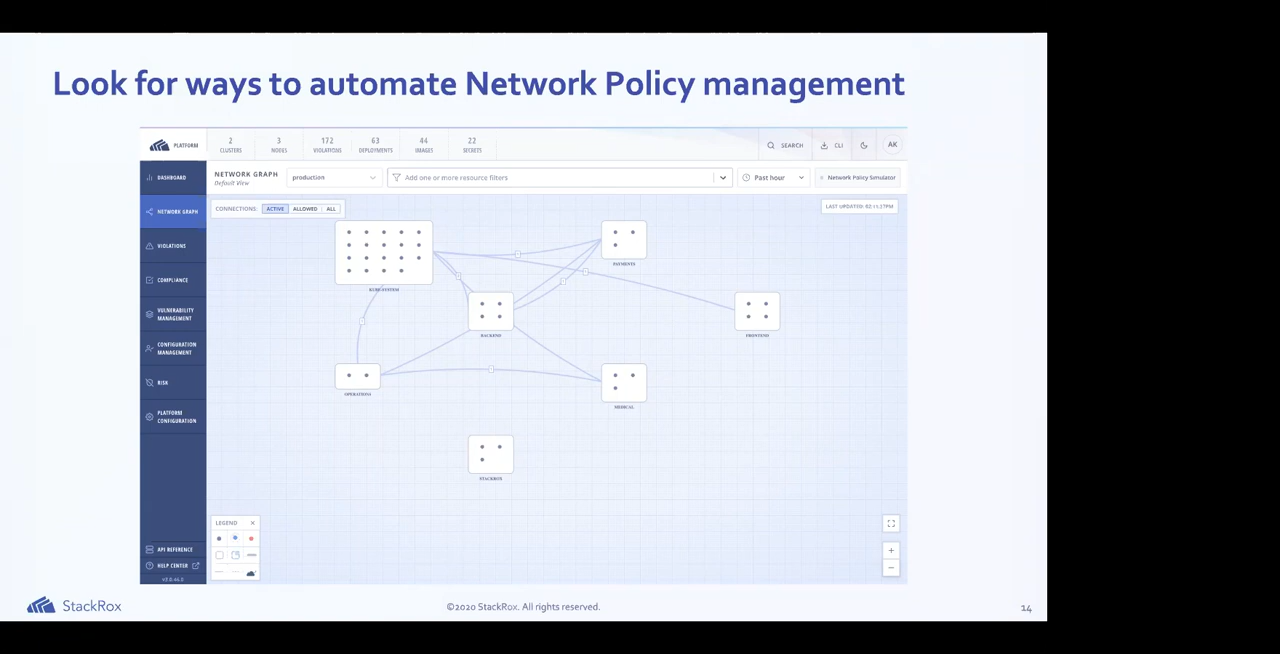 Look for ways to automate Network Policy management
PLATFORM
2
CLUSTERS
3
NODES
172
VIOLATIONS
63
DEPLOYMENTS
44
IMAGES
22
SECRETS
SEARCH
CLI
AK
DASHBOARD
NETWORK GRAPH
VIOLATIONS
COMPLIANCE
VULNERABILITY
MANAGEMENT
CONFIGURATION
MANAGEMENT
RISK
PLATFORM
CONFIGURATION
API REFERENCE
HELP CENTER
NETWORK GRAPH
Default View
production
Add one or more resource filters
Past hour
Network Policy Simulator
CONNECTIONS: ACTIVE ALLOWED ALL
LAST UPDATED:
KUBE-SYSTEM
PAYMENTS
BACKEND
FRONTEND
OPERATIONS
MEDICAL
STACKROX
LEGEND
StackRox
©2020 StackRox. All rights reserved.
14